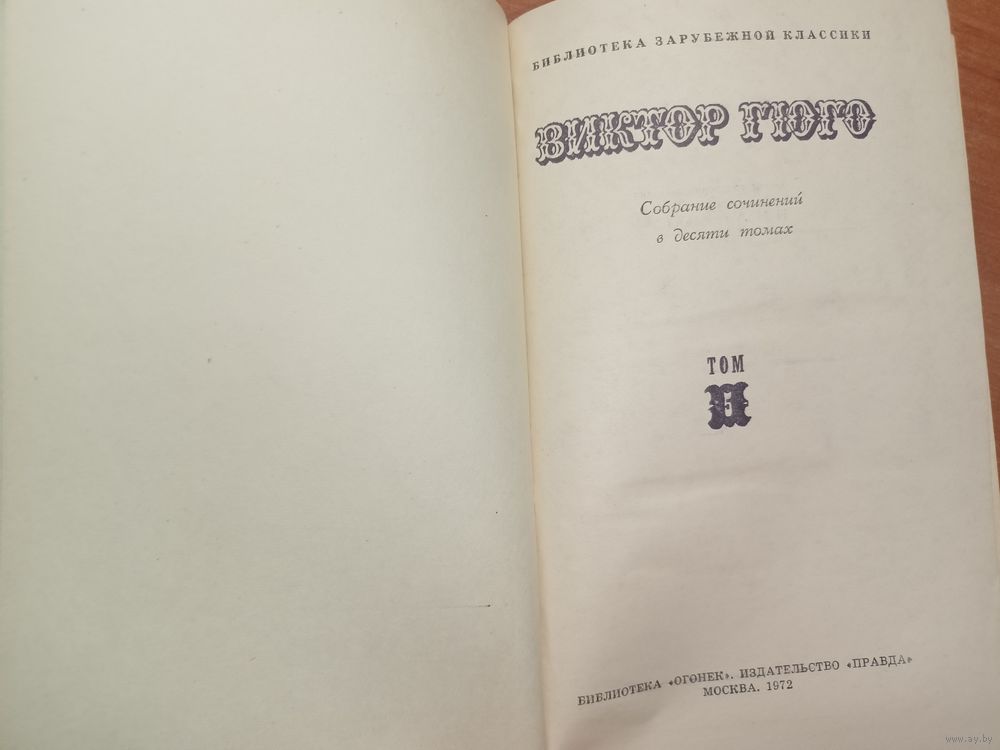 БИБЛИОТЕКА ЗАРУБЕЖНОЙ КЛАССИКИ
ВИКТОР ГЮГО
Собрание сочинений
в десяти томах
ТОМ
II
БИБЛИОТЕКА «ОГОНЕК». ИЗДАТЕЛЬСТВО «ПРАВДА»
МОСКВА. 1972
www.ay.by